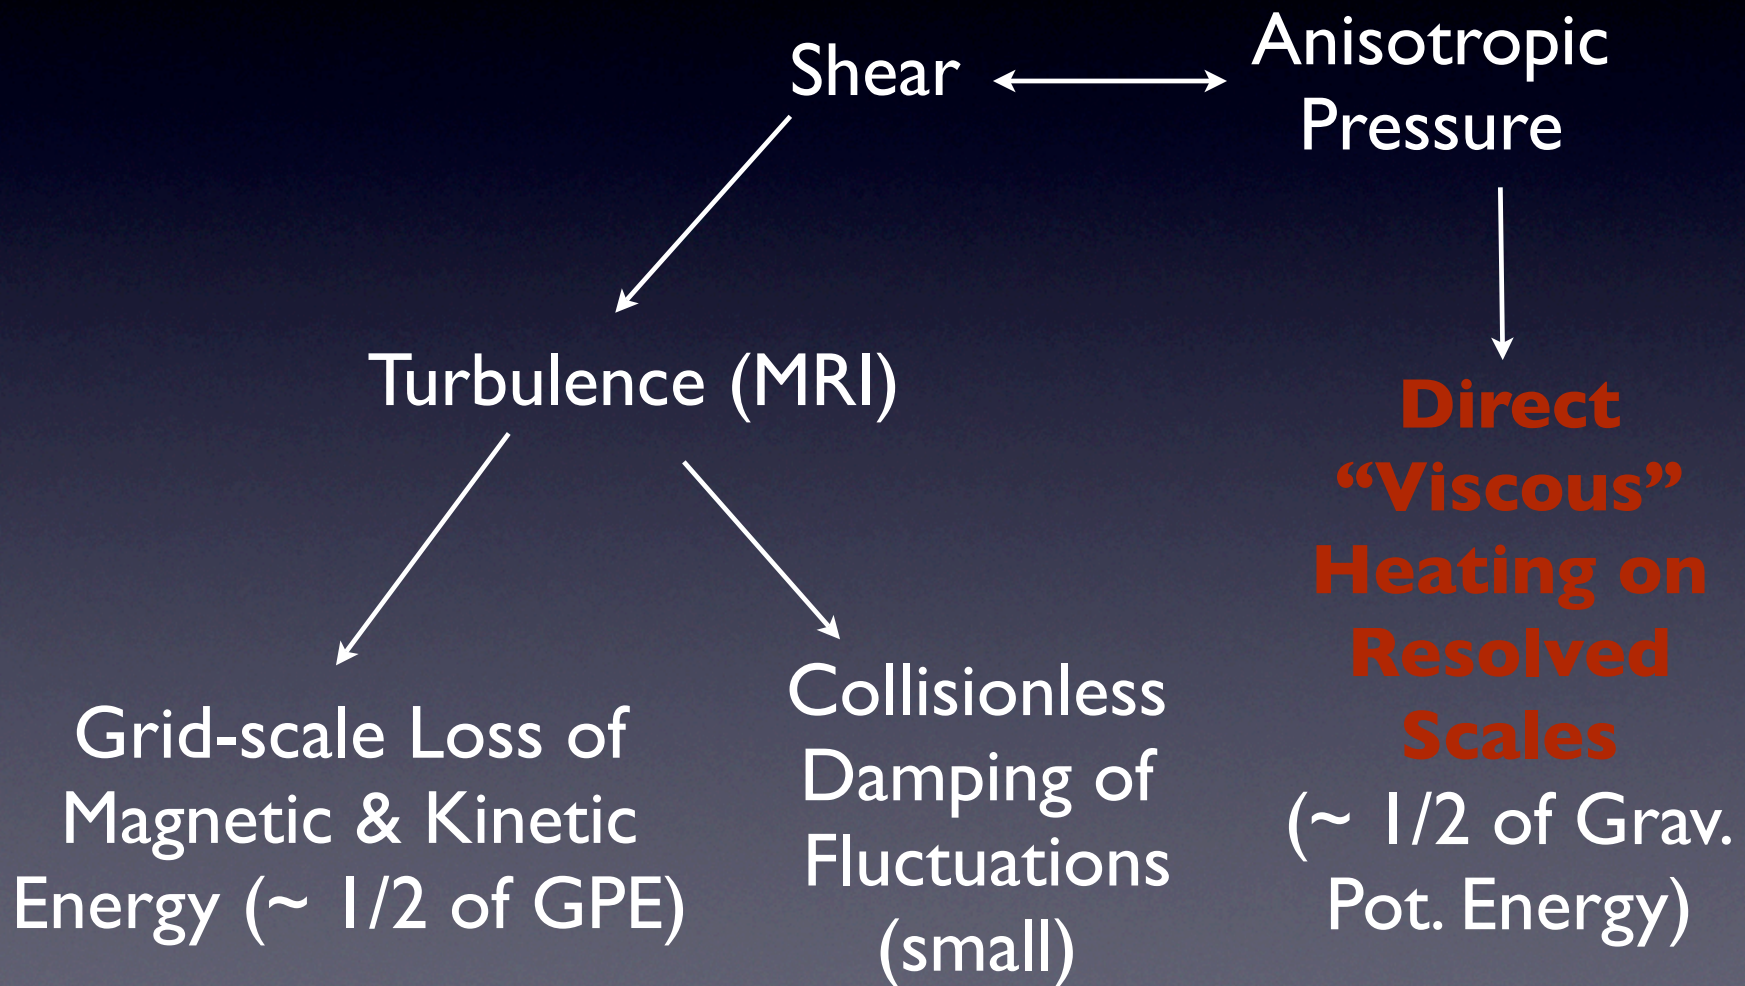 Shear
Anisotropic
Pressure
Turbulence (MRI)
Direct
“Viscous”
Heating on
Resolved
Scales
(~ 1/2 of Grav.
Pot. Energy)
Grid-scale Loss of
Magnetic & Kinetic
Energy (~ 1/2 of GPE)
Collisionless
Damping of
Fluctuations
(small)